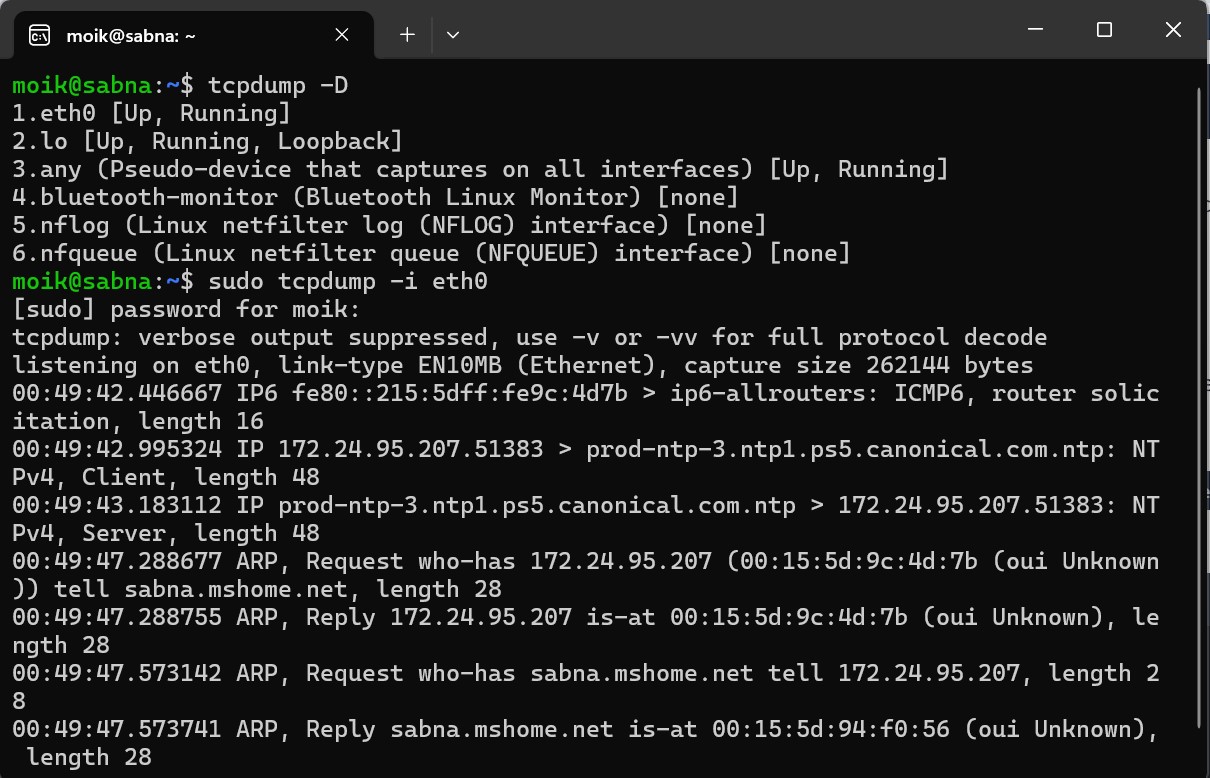 moik@sabna: ~
moik@sabna:~$ tcpdump -D
1.eth0 [Up, Running]
2.lo [Up, Running, Loopback]
3.any (Pseudo-device that captures on all interfaces) [Up, Running]
4.bluetooth-monitor (Bluetooth Linux Monitor) [none]
5.nflog (Linux netfilter log (NFLOG) interface) [none]
6.nfqueue (Linux netfilter queue (NFQUEUE) interface) [none]
moik@sabna:~$ sudo tcpdump -i eth0
[sudo] password for moik:
tcpdump: verbose output suppressed, use -v or -vv for full protocol decode
listening on eth0, link-type EN10MB (Ethernet), capture size 262144 bytes
00:49:42.446667 IP6 fe80::215:5dff:fe9c:4d7b > ip6-allrouters: ICMP6, router solic
itation, length 16
00:49:42.995324 IP 172.24.95.207.51383 > prod-ntp-3.ntp1.ps5.canonical.com.ntp: NT
Pv4, Client, length 48
00:49:43.183112 IP prod-ntp-3.ntp1.ps5.canonical.com.ntp > 172.24.95.207.51383: NT
Pv4, Server, length 48
00:49:47.288677 ARP, Request who-has 172.24.95.207 (00:15:5d:9c:4d:7b (oui Unknown
)) tell sabna.mshome.net, length 28
00:49:47.288755 ARP, Reply 172.24.95.207 is-at 00:15:5d:9c:4d:7b (oui Unknown), le
ngth 28
00:49:47.573142 ARP, Request who-has sabna.mshome.net tell 172.24.95.207, length 2
8
00:49:47.573741 ARP, Reply sabna.mshome.net is-at 00:15:5d:94:f0:56 (oui Unknown),
 length 28